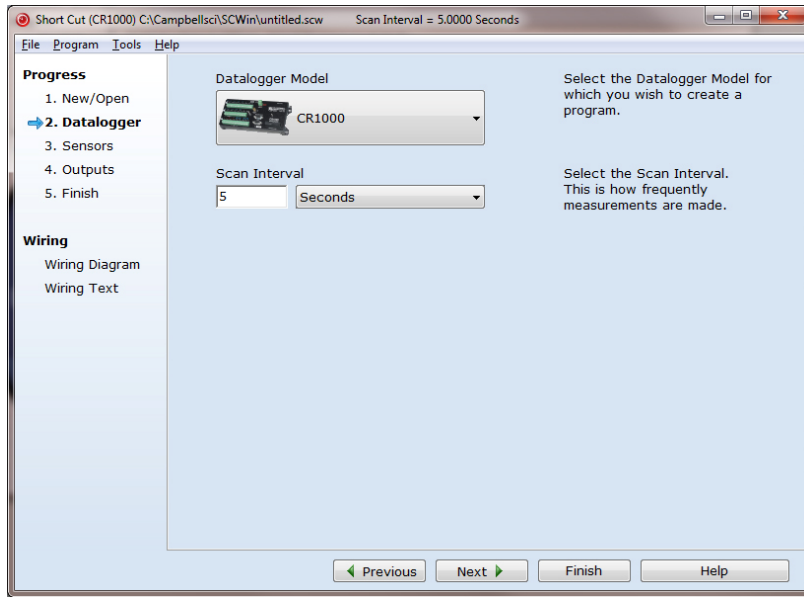 Short Cut (CR1000) C:\Campbellsci\SCWin\untitled.scw Scan Interval = 5.0000 Seconds
File Program Tools Help
Progress
1. New/Open
2. Datalogger
3. Sensors
4. Outputs
5. Finish
Wiring
Wiring Diagram
Wiring Text
Datalogger Model
CR1000
Select the Datalogger Model for
which you wish to create a
program.
Scan Interval
5 Seconds
Select the Scan Interval.
This is how frequently
measurements are made.
Previous Next Finish Help